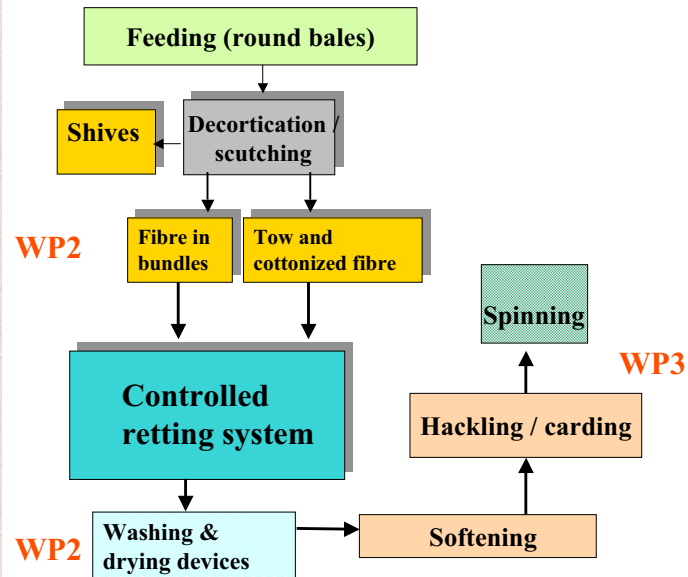 Feeding (round bales)
Shives
Decortication /
scutching
WP2
Fibre in
bundles
Tow and
cottonized fibre
Spinning
WP3
Controlled
retting system
Hackling / carding
WP2
Washing &
drying devices
Softening